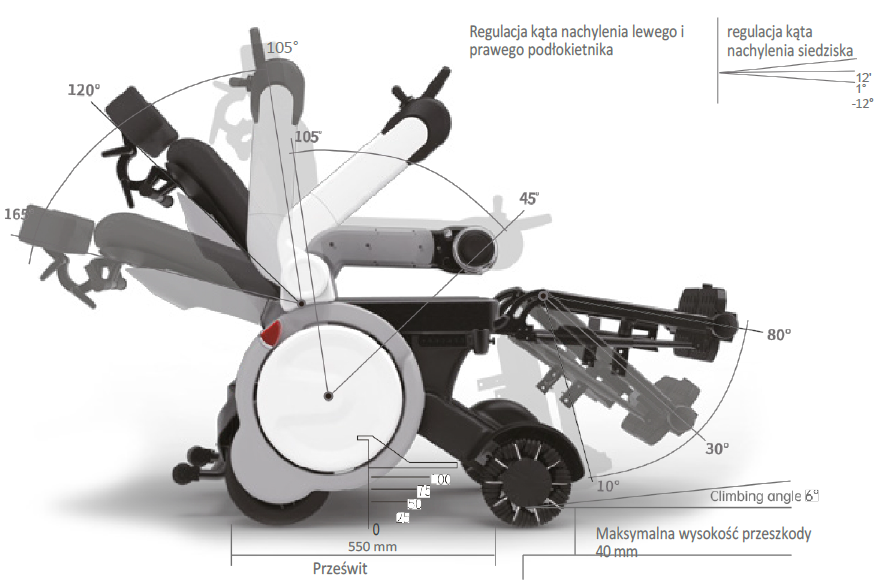 Regulacja kąta nachylenia lewego i
prawego podłokietnika
regulacja kąta
nachylenia siedziska
12°
1°
-12°
105°
120°
105°
165
45°
80°
30°
10°
Climbing angle 6°
100
75
50
25
0
550 mm
Prześwit
Maksymalna wysokość przeszkody
40 mm